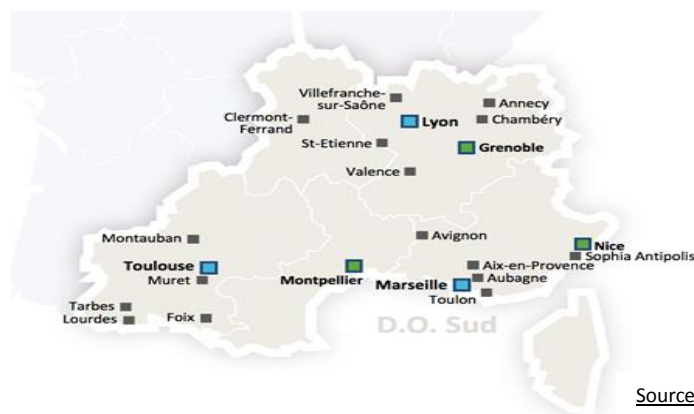 Villefranche-
sur-Saône
Annecy
Clermont-
Ferrand
Lyon
Chambéry
St-Etienne
Grenoble
Valence
Montauban
Avignon
Nice
Sophia Antipolis
Toulouse
Muret
Montpellier
Aix-en-Provence
Marseille
Aubagne
Toulon
Tarbes
Lourdes
Foix
D.O. Sud
Source